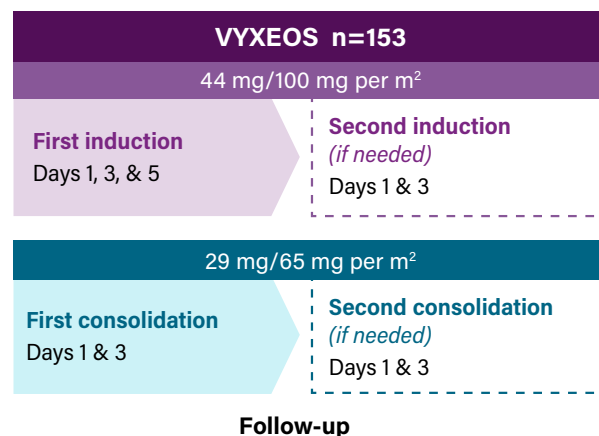 VYXEOS n=153
44 mg/100 mg per m²
First induction
Days 1, 3, & 5
Second induction
(if needed)
Days 1 & 3
29 mg/65 mg per m²
First consolidation
Days 1 & 3
Second consolidation
(if needed)
Days 1 & 3
Follow-up